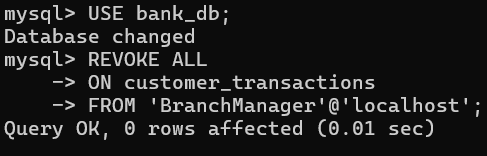 mysql> USE bank_db;
Database changed
mysql> REVOKE ALL
    -> ON customer_transactions
    -> FROM 'BranchManager'@'localhost';
Query OK, 0 rows affected (0.01 sec)